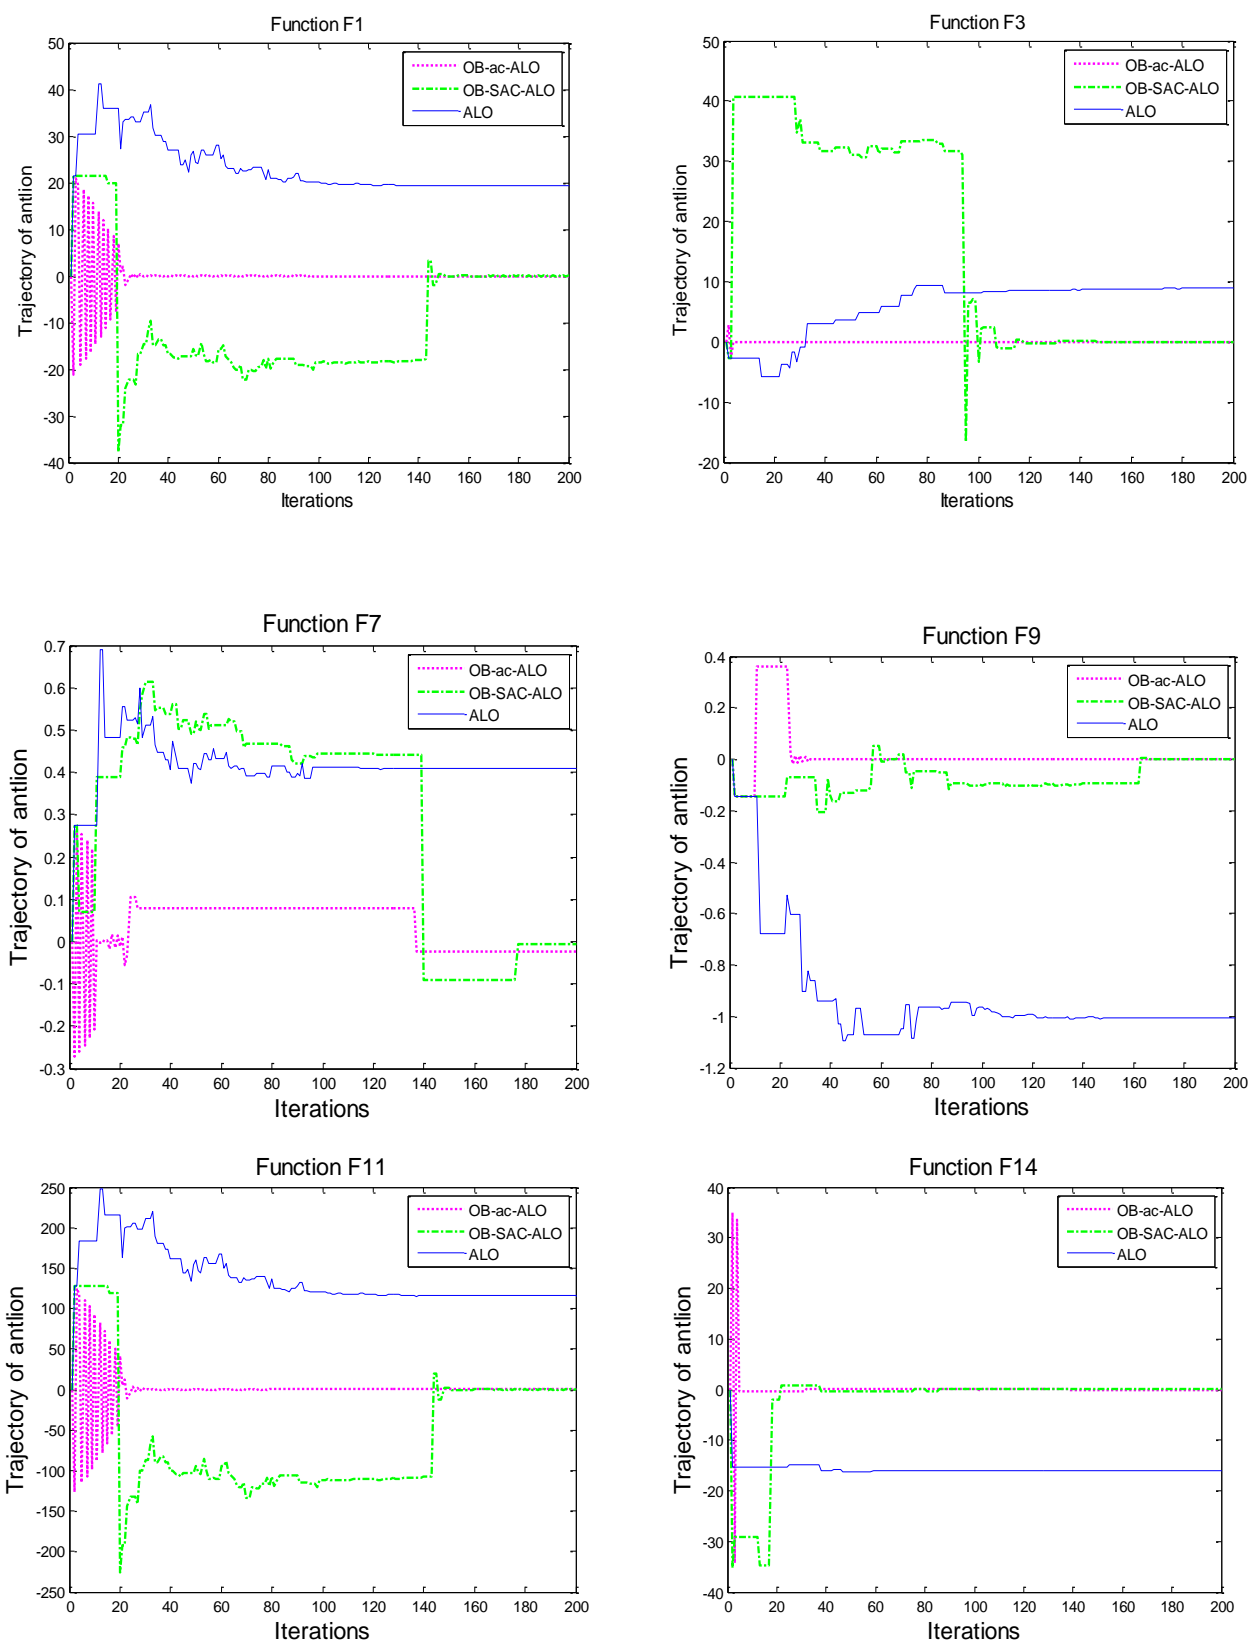 Function F1
50
40
30
20
10
0
-10
-20
-30
-40
0 20 40 60 80 100 120 140 160 180 200
Trajectory of antlion
Iterations
OB-ac-ALO
OB-SAC-ALO
ALO
Function F3
50
40
30
20
10
0
-10
-20
0 20 40 60 80 100 120 140 160 180 200
Trajectory of antlion
Iterations
OB-ac-ALO
OB-SAC-ALO
ALO
Function F7
0.7
0.6
0.5
0.4
0.3
0.2
0.1
0
-0.1
-0.2
-0.3
0 20 40 60 80 100 120 140 160 180 200
Trajectory of antlion
Iterations
OB-ac-ALO
OB-SAC-ALO
ALO
Function F9
0.4
0.2
0
-0.2
-0.4
-0.6
-0.8
-1
-1.2
0 20 40 60 80 100 120 140 160 180 200
Trajectory of antlion
Iterations
OB-ac-ALO
OB-SAC-ALO
ALO
Function F11
250
200
150
100
50
0
-50
-100
-150
-200
-250
0 20 40 60 80 100 120 140 160 180 200
Trajectory of antlion
Iterations
OB-ac-ALO
OB-SAC-ALO
ALO
Function F14
40
30
20
10
0
-10
-20
-30
-40
0 20 40 60 80 100 120 140 160 180 200
Trajectory of antlion
Iterations
OB-ac-ALO
OB-SAC-ALO
ALO